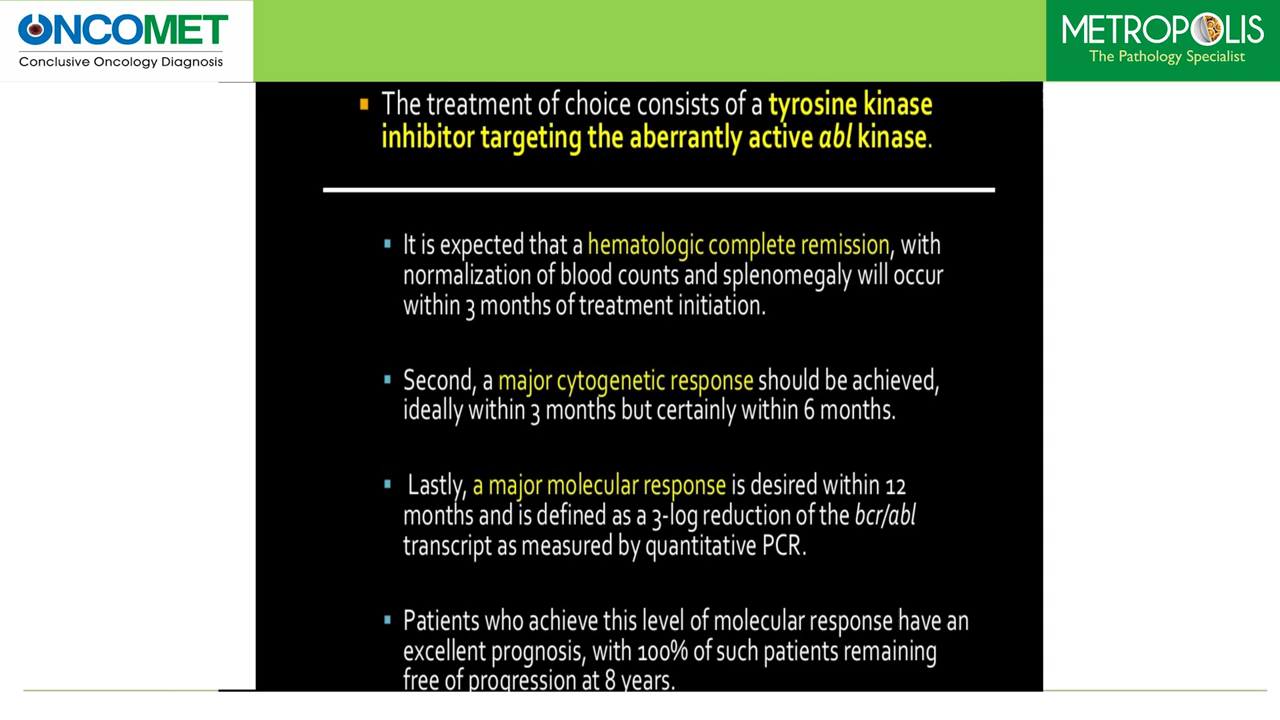 ONCOMET
Conclusive Oncology Diagnosis
METROPOLIS
The Pathology Specialist
The treatment of choice consists of a tyrosine kinase
inhibitor targeting the aberrantly active abl kinase.
It is expected that a hematologic complete remission, with
normalization of blood counts and splenomegaly will occur
within 3 months of treatment initiation.
Second, a major cytogenetic response should be achieved,
ideally within 3 months but certainly within 6 months.
Lastly, a major molecular response is desired within 12
months and is defined as a 3-log reduction of the bcr/abl
transcript as measured by quantitative PCR.
Patients who achieve this level of molecular response have an
excellent prognosis, with 100% of such patients remaining
free of progression at 8 years.